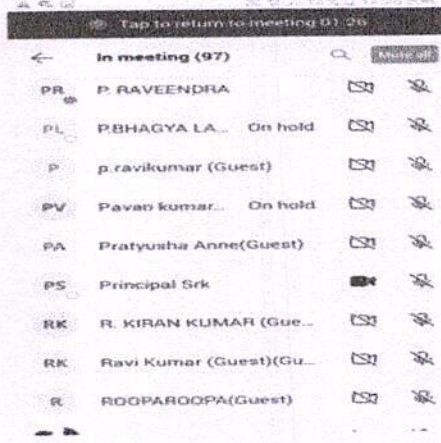 Tap to return to meeting 01:26
In meeting (97) Mute all
PR P. RAVEENDRA
PL P.BHAGYA LA... On hold
P p.ravikumar (Guest)
PV Pavan kumar... On hold
PA Pratyusha Anne(Guest)
PS Principal Srk
RK R. KIRAN KUMAR (Gue...
RK Ravi Kumar (Guest)(Gu...
R ROOPAROOPA(Guest)